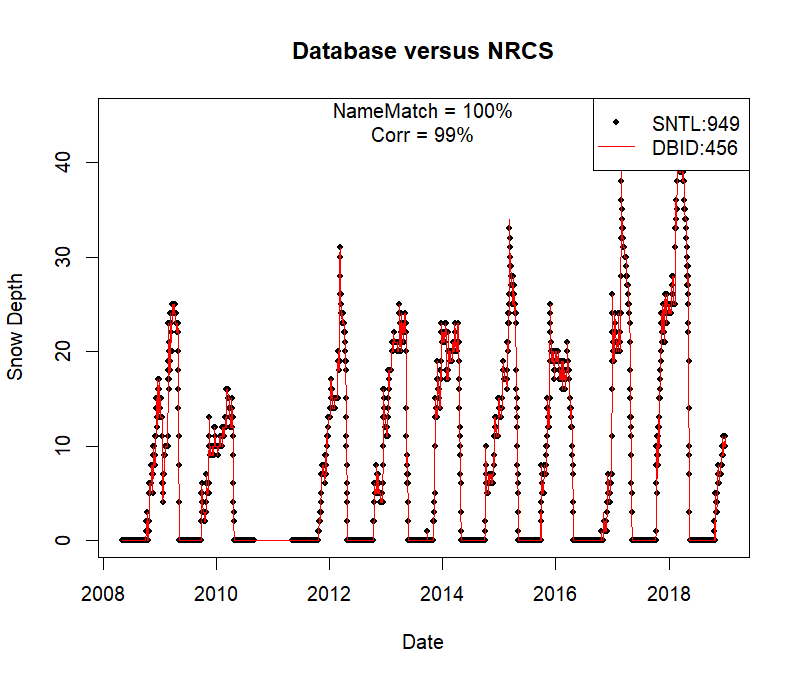 Database versus NRCS
NameMatch = 100%
Corr = 99%
SNTL:949
DBID:456
Snow Depth
40
30
20
10
0
2008 2010 2012 2014 2016 2018
Date